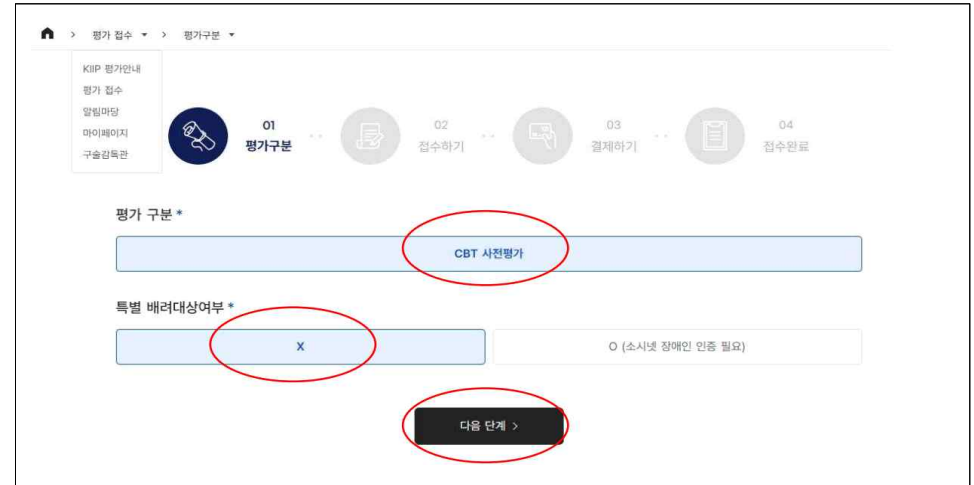 > 평가 접수 ▾ > 평가구분 ▾
KIIP 평가안내
평가 접수
알림마당
마이페이지
구술감독관
01
평가구분
02
접수하기
03
결제하기
04
접수완료
평가 구분 *
CBT 사전평가
특별 배려대상여부 *
X
O (소시넷 장애인 인증 필요)
다음 단계 >